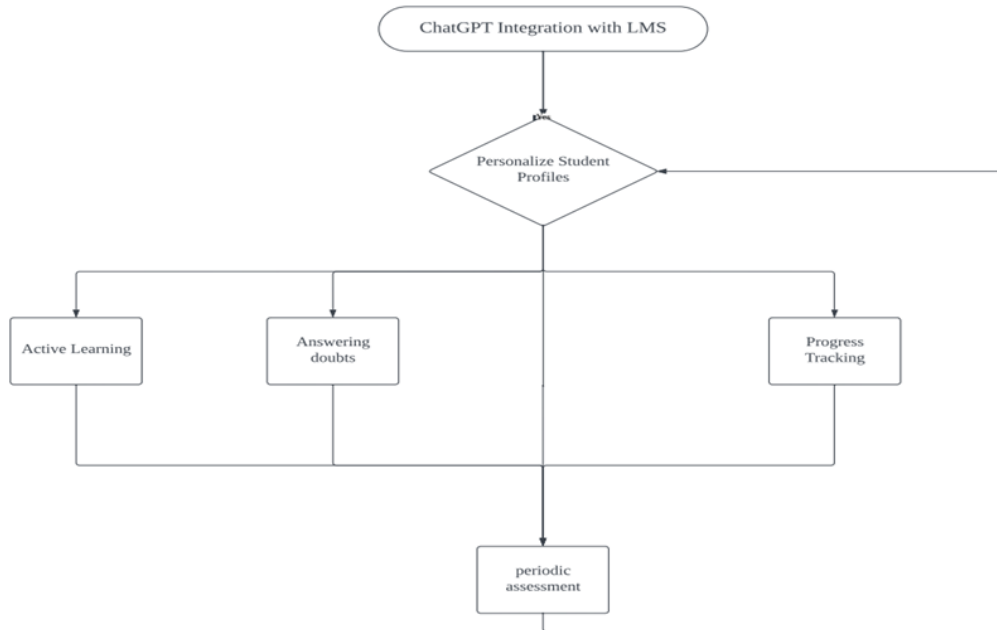 ChatGPT Integration with LMS
Personalize Student
Profiles
Active Learning
Answering
doubts
Progress
Tracking
periodic
assessment